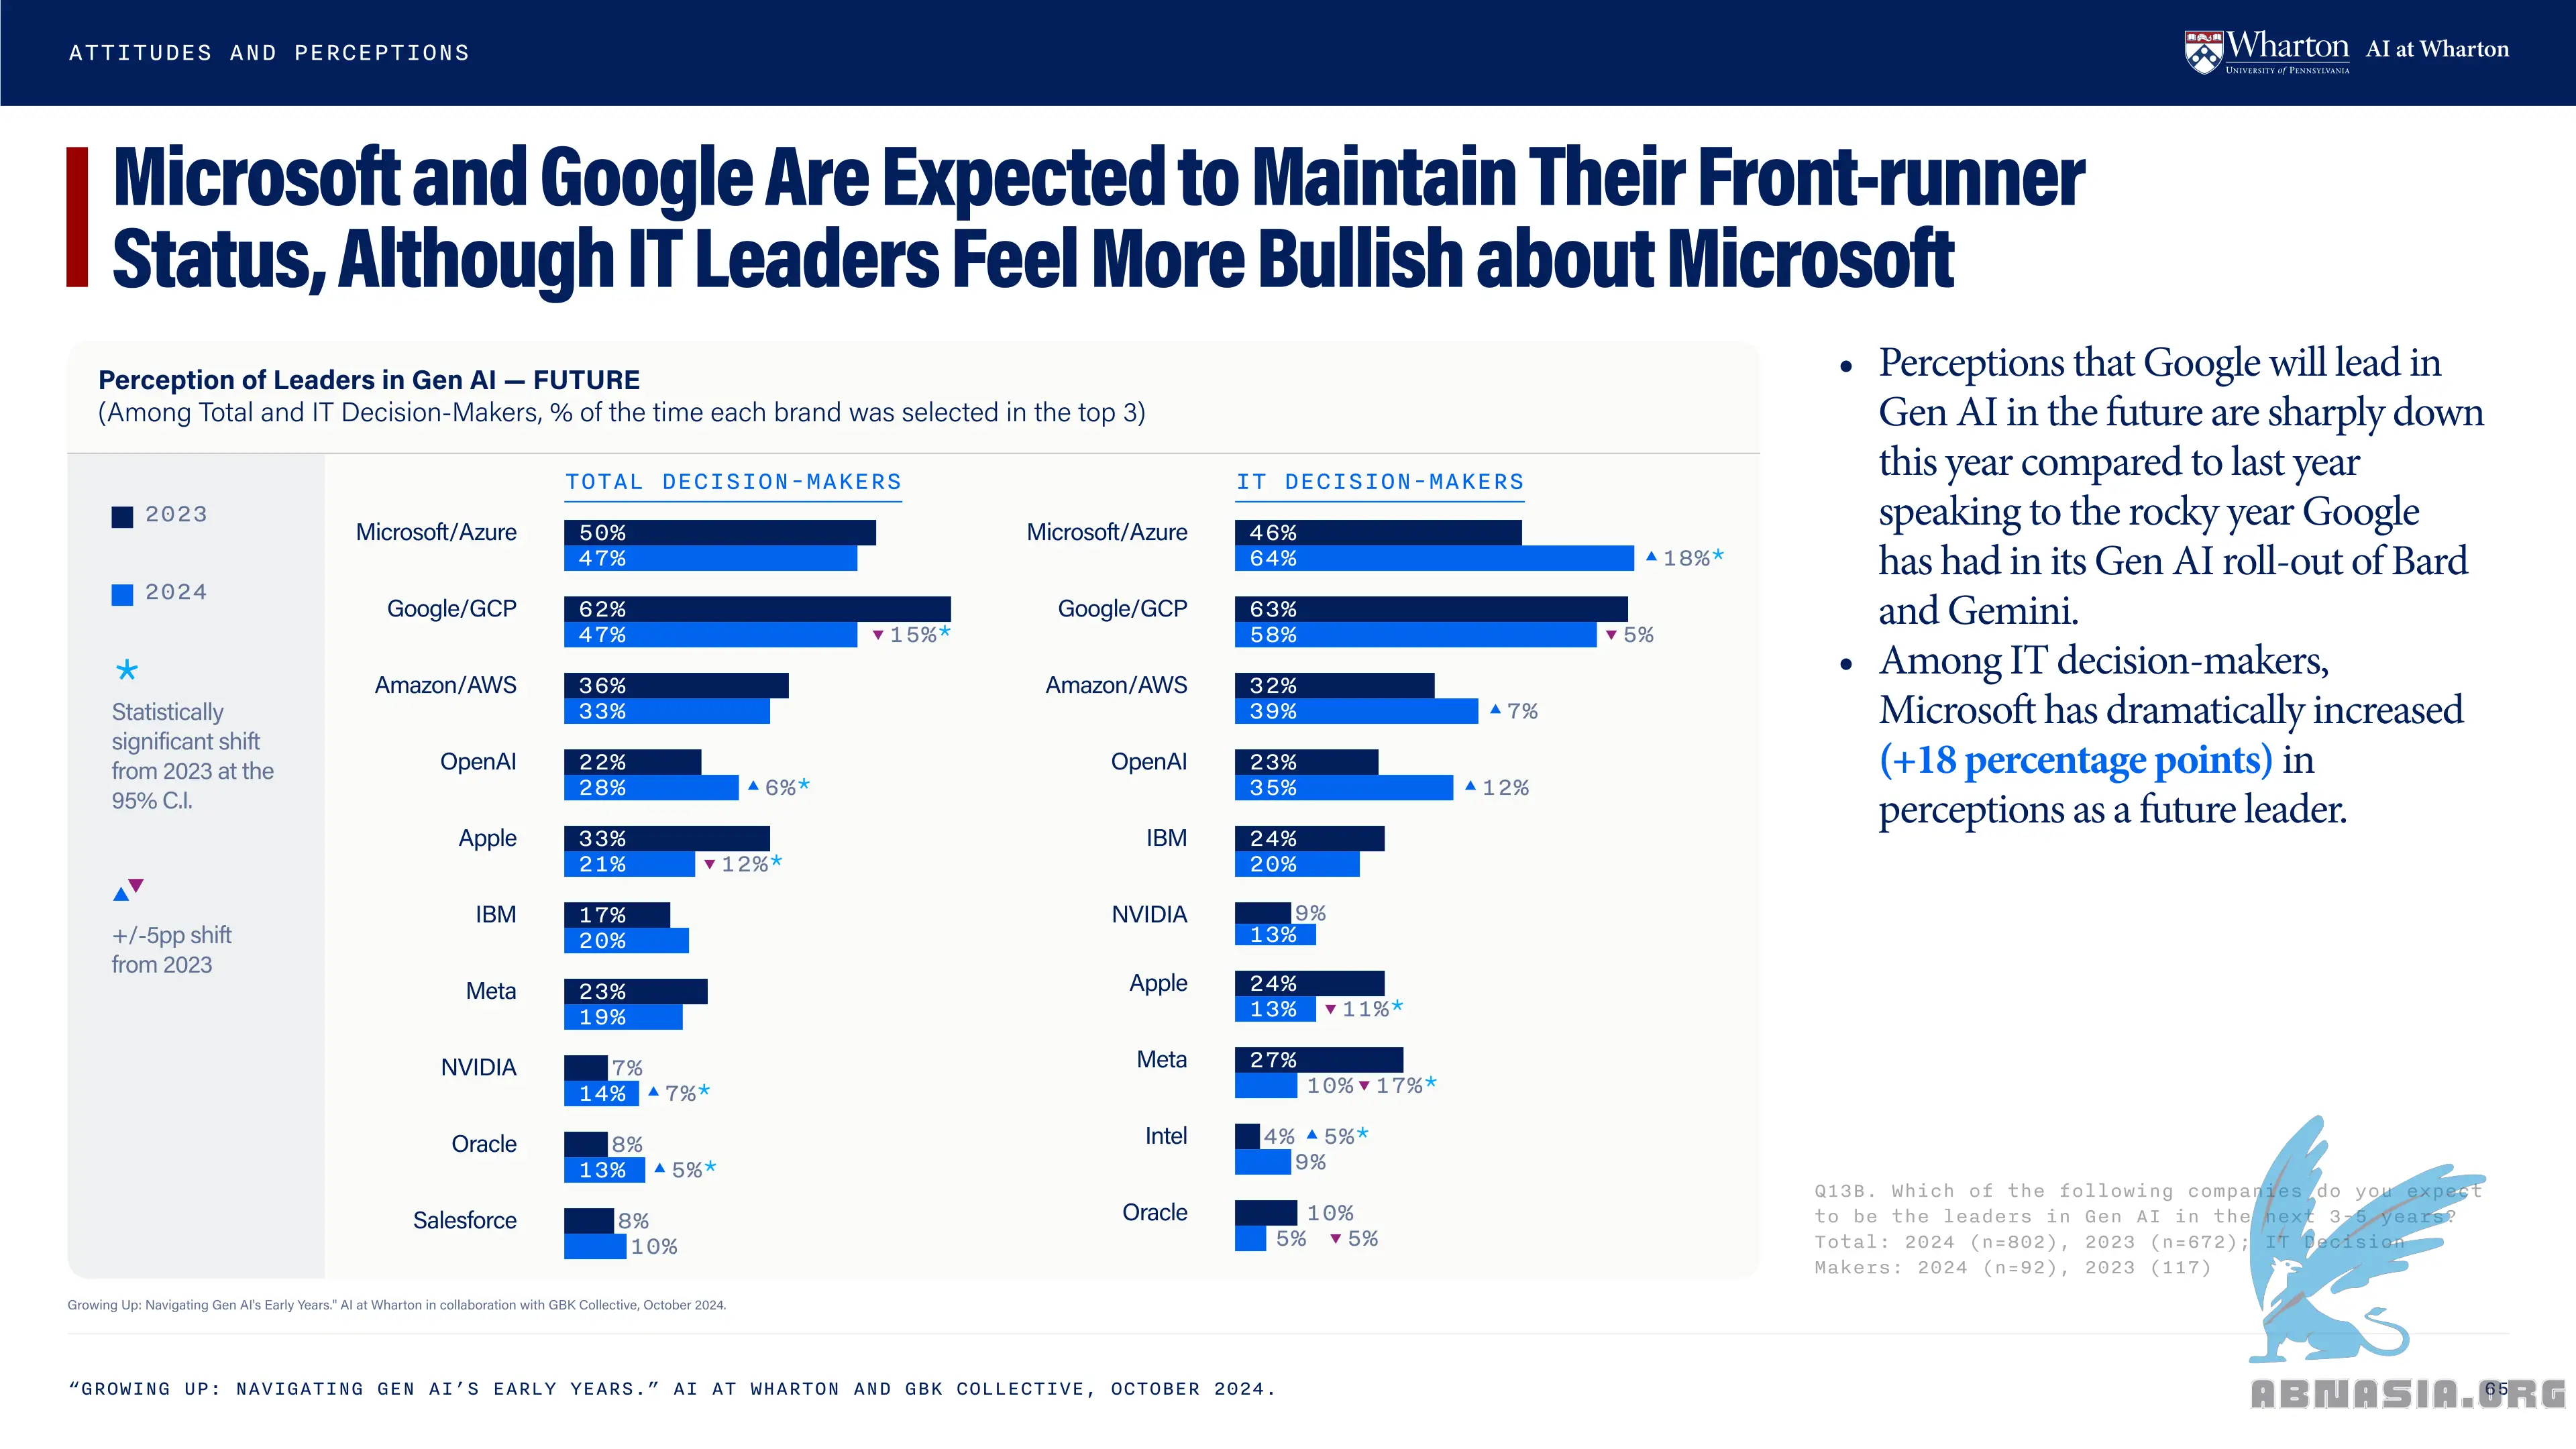 ATTITUDES AND PERCEPTIONS
Wharton
UNIVERSITY of PENNSYLVANIA
AI at Wharton
Microsoft and Google Are Expected to Maintain Their Front-runner
Status, Although IT Leaders Feel More Bullish about Microsoft
Perception of Leaders in Gen AI — FUTURE
(Among Total and IT Decision-Makers, % of the time each brand was selected in the top 3)
2023
2024
*
Statistically
significant shift
from 2023 at the
95% C.I.
▲▼
+/-5pp shift
from 2023
TOTAL DECISION-MAKERS
Microsoft/Azure
50%
47%
Google/GCP
62%
47% ▼15%*
Amazon/AWS
36%
33%
OpenAI
22%
28% ▲6%*
Apple
33%
21% ▼12%*
IBM
17%
20%
Meta
23%
19%
NVIDIA
7%
14% ▲7%*
Oracle
8%
13% ▲5%*
Salesforce
8%
10%
IT DECISION-MAKERS
Microsoft/Azure
46%
64% ▲18%*
Google/GCP
63%
58% ▼5%
Amazon/AWS
32%
39% ▲7%
OpenAI
23%
35% ▲12%
IBM
24%
20%
NVIDIA
9%
13%
Apple
24%
13% ▼11%*
Meta
27%
10% ▼17%*
Intel
4% ▲5%*
9%
Oracle
10%
5% ▼5%
• Perceptions that Google will lead in
Gen AI in the future are sharply down
this year compared to last year
speaking to the rocky year Google
has had in its Gen AI roll-out of Bard
and Gemini.
• Among IT decision-makers,
Microsoft has dramatically increased
(+18 percentage points) in
perceptions as a future leader.
Q13B. Which of the following companies do you expect
to be the leaders in Gen AI in the next 3-5 years?
Total: 2024 (n=802), 2023 (n=672); IT Decision
Makers: 2024 (n=92), 2023 (117)
Growing Up: Navigating Gen AI's Early Years." AI at Wharton in collaboration with GBK Collective, October 2024.
“GROWING UP: NAVIGATING GEN AI’S EARLY YEARS.” AI AT WHARTON AND GBK COLLECTIVE, OCTOBER 2024.
65
ABNASIA.ORG